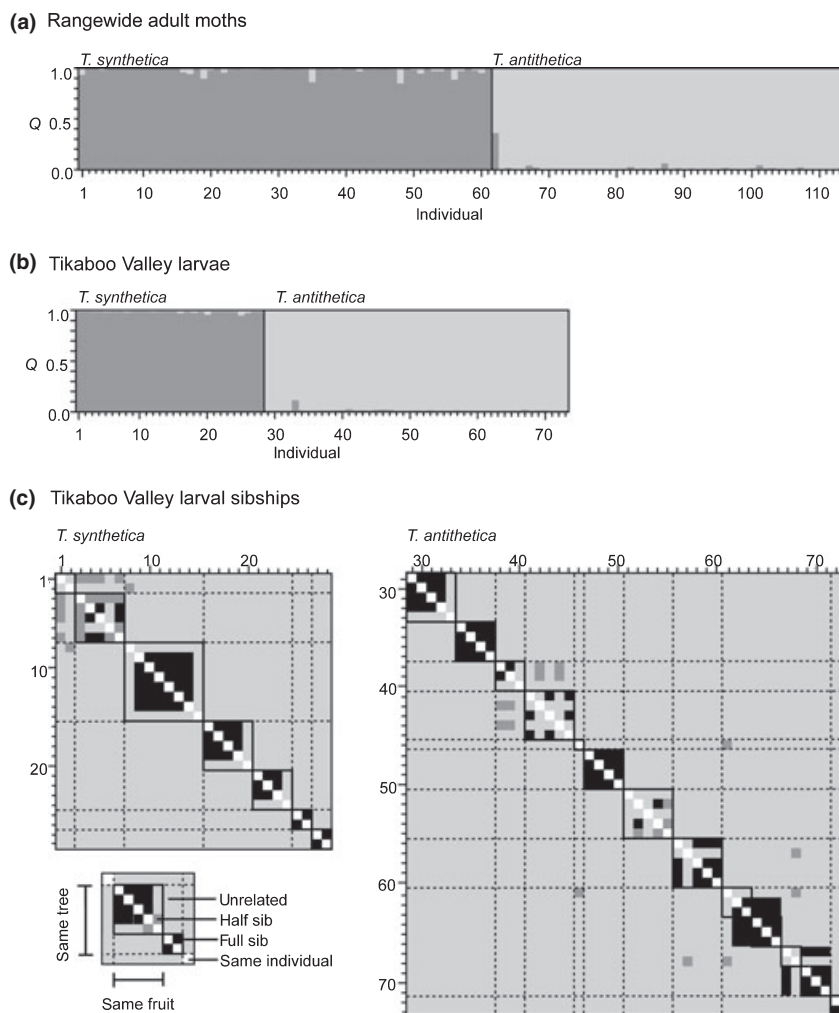 (a) Rangewide adult moths
T. synthetica T. antithetica
1.0
Q 0.5
0.0
1 10 20 30 40 50 60 70 80 90 100 110
Individual
(b) Tikaboo Valley larvae
T. synthetica T. antithetica
1.0
Q 0.5
0.0
1 10 20 30 40 50 60 70
Individual
(c) Tikaboo Valley larval sibships
T. synthetica
1 10 20
1
10
20
T. antithetica
30 40 50 60 70
30
40
50
60
70
Same tree
Unrelated
Half sib
Full sib
Same individual
Same fruit